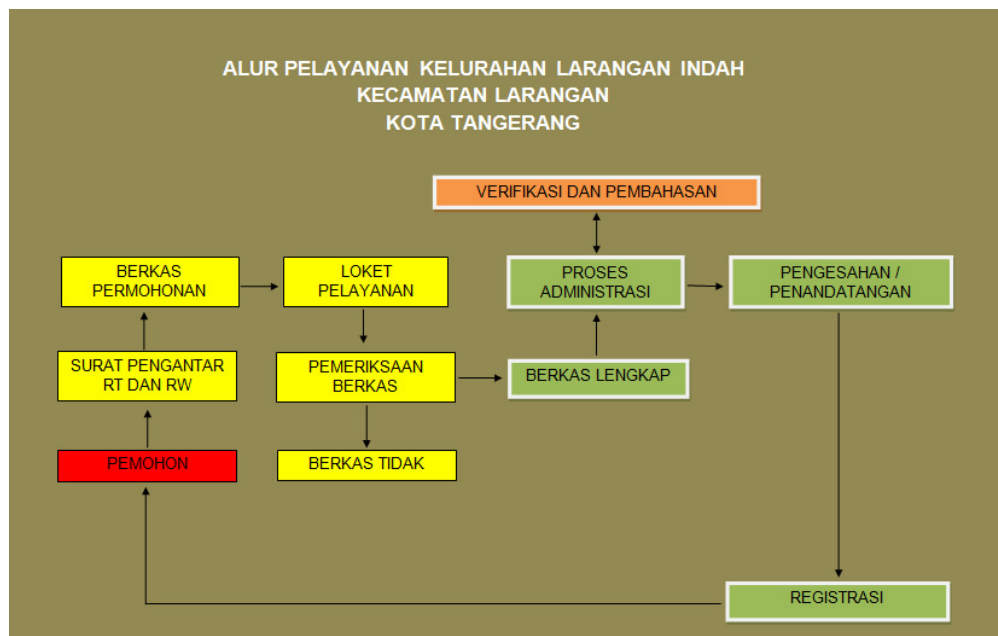 ALUR PELAYANAN KELURAHAN LARANGAN INDAH
KECAMATAN LARANGAN
KOTA TANGERANG
VERIFIKASI DAN PEMBAHASAN
BERKAS
PERMOHONAN
LOKET
PELAYANAN
PROSES
ADMINISTRASI
PENGESAHAN /
PENANDATANGAN
SURAT PENGANTAR
RT DAN RW
PEMERIKSAAN
BERKAS
BERKAS LENGKAP
PEMOHON
BERKAS TIDAK
REGISTRASI